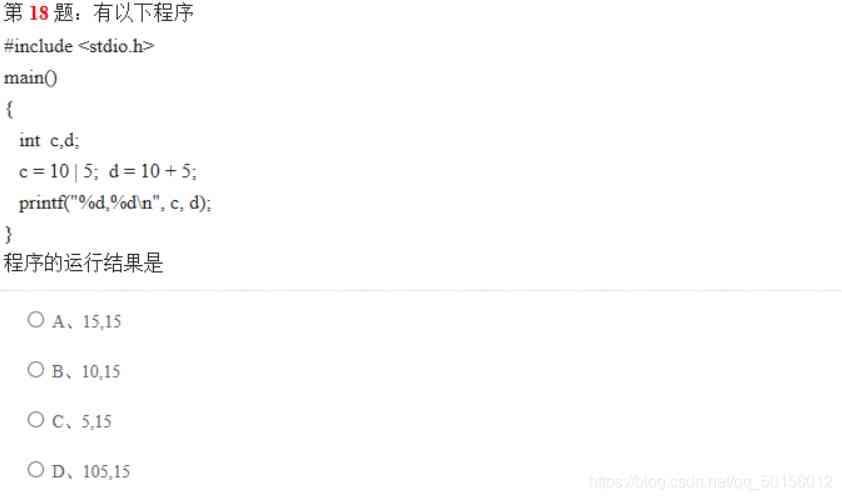 第 18 题：有以下程序
#include <stdio.h>
main()
{
int c,d;
c = 10 | 5; d = 10 + 5;
printf("%d,%d\n", c, d);
}
程序的运行结果是
A、15,15
B、10,15
C、5,15
D、105,15
https://blog.csdn.net/qq_50156012